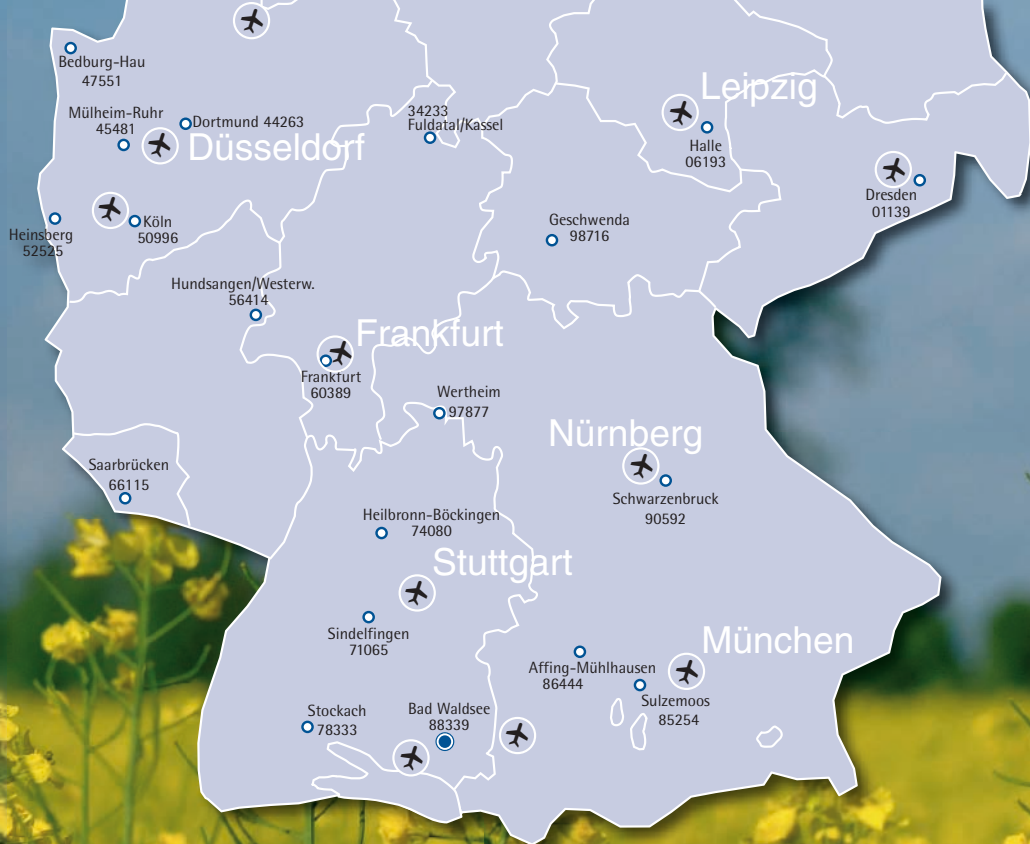 Bedburg-Hau
47551
Mülheim-Ruhr
45481
Dortmund 44263
Düsseldorf
34233
Fuldatal/Kassel
Leipzig
Halle
06193
Dresden
01139
Köln
50996
Heinsberg
52525
Geschwenda
98716
Hundsangen/Westerw.
56414
Frankfurt
Frankfurt
60389
Wertheim
97877
Nürnberg
Schwarzenbruck
90592
Saarbrücken
66115
Heilbronn-Böckingen
74080
Stuttgart
Sindelfingen
71065
München
Affing-Mühlhausen
86444
Sulzemoos
85254
Stockach
78333
Bad Waldsee
88339